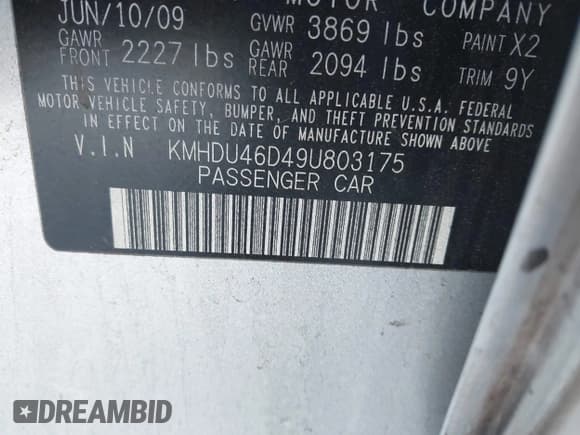 MOTOR COMPANY
JUN/10/09 GVWR 3869 lbs PAINT X2
GAWR FRONT 2227 lbs GAWR REAR 2094 lbs TRIM 9Y
THIS VEHICLE CONFORMS TO ALL APPLICABLE U.S.A. FEDERAL
MOTOR VEHICLE SAFETY, BUMPER, AND THEFT PREVENTION STANDARDS
IN EFFECT ON THE DATE OF MANUFACTURE SHOWN ABOVE
V.I.N KMHDU46D49U803175
PASSENGER CAR
DREAMBID